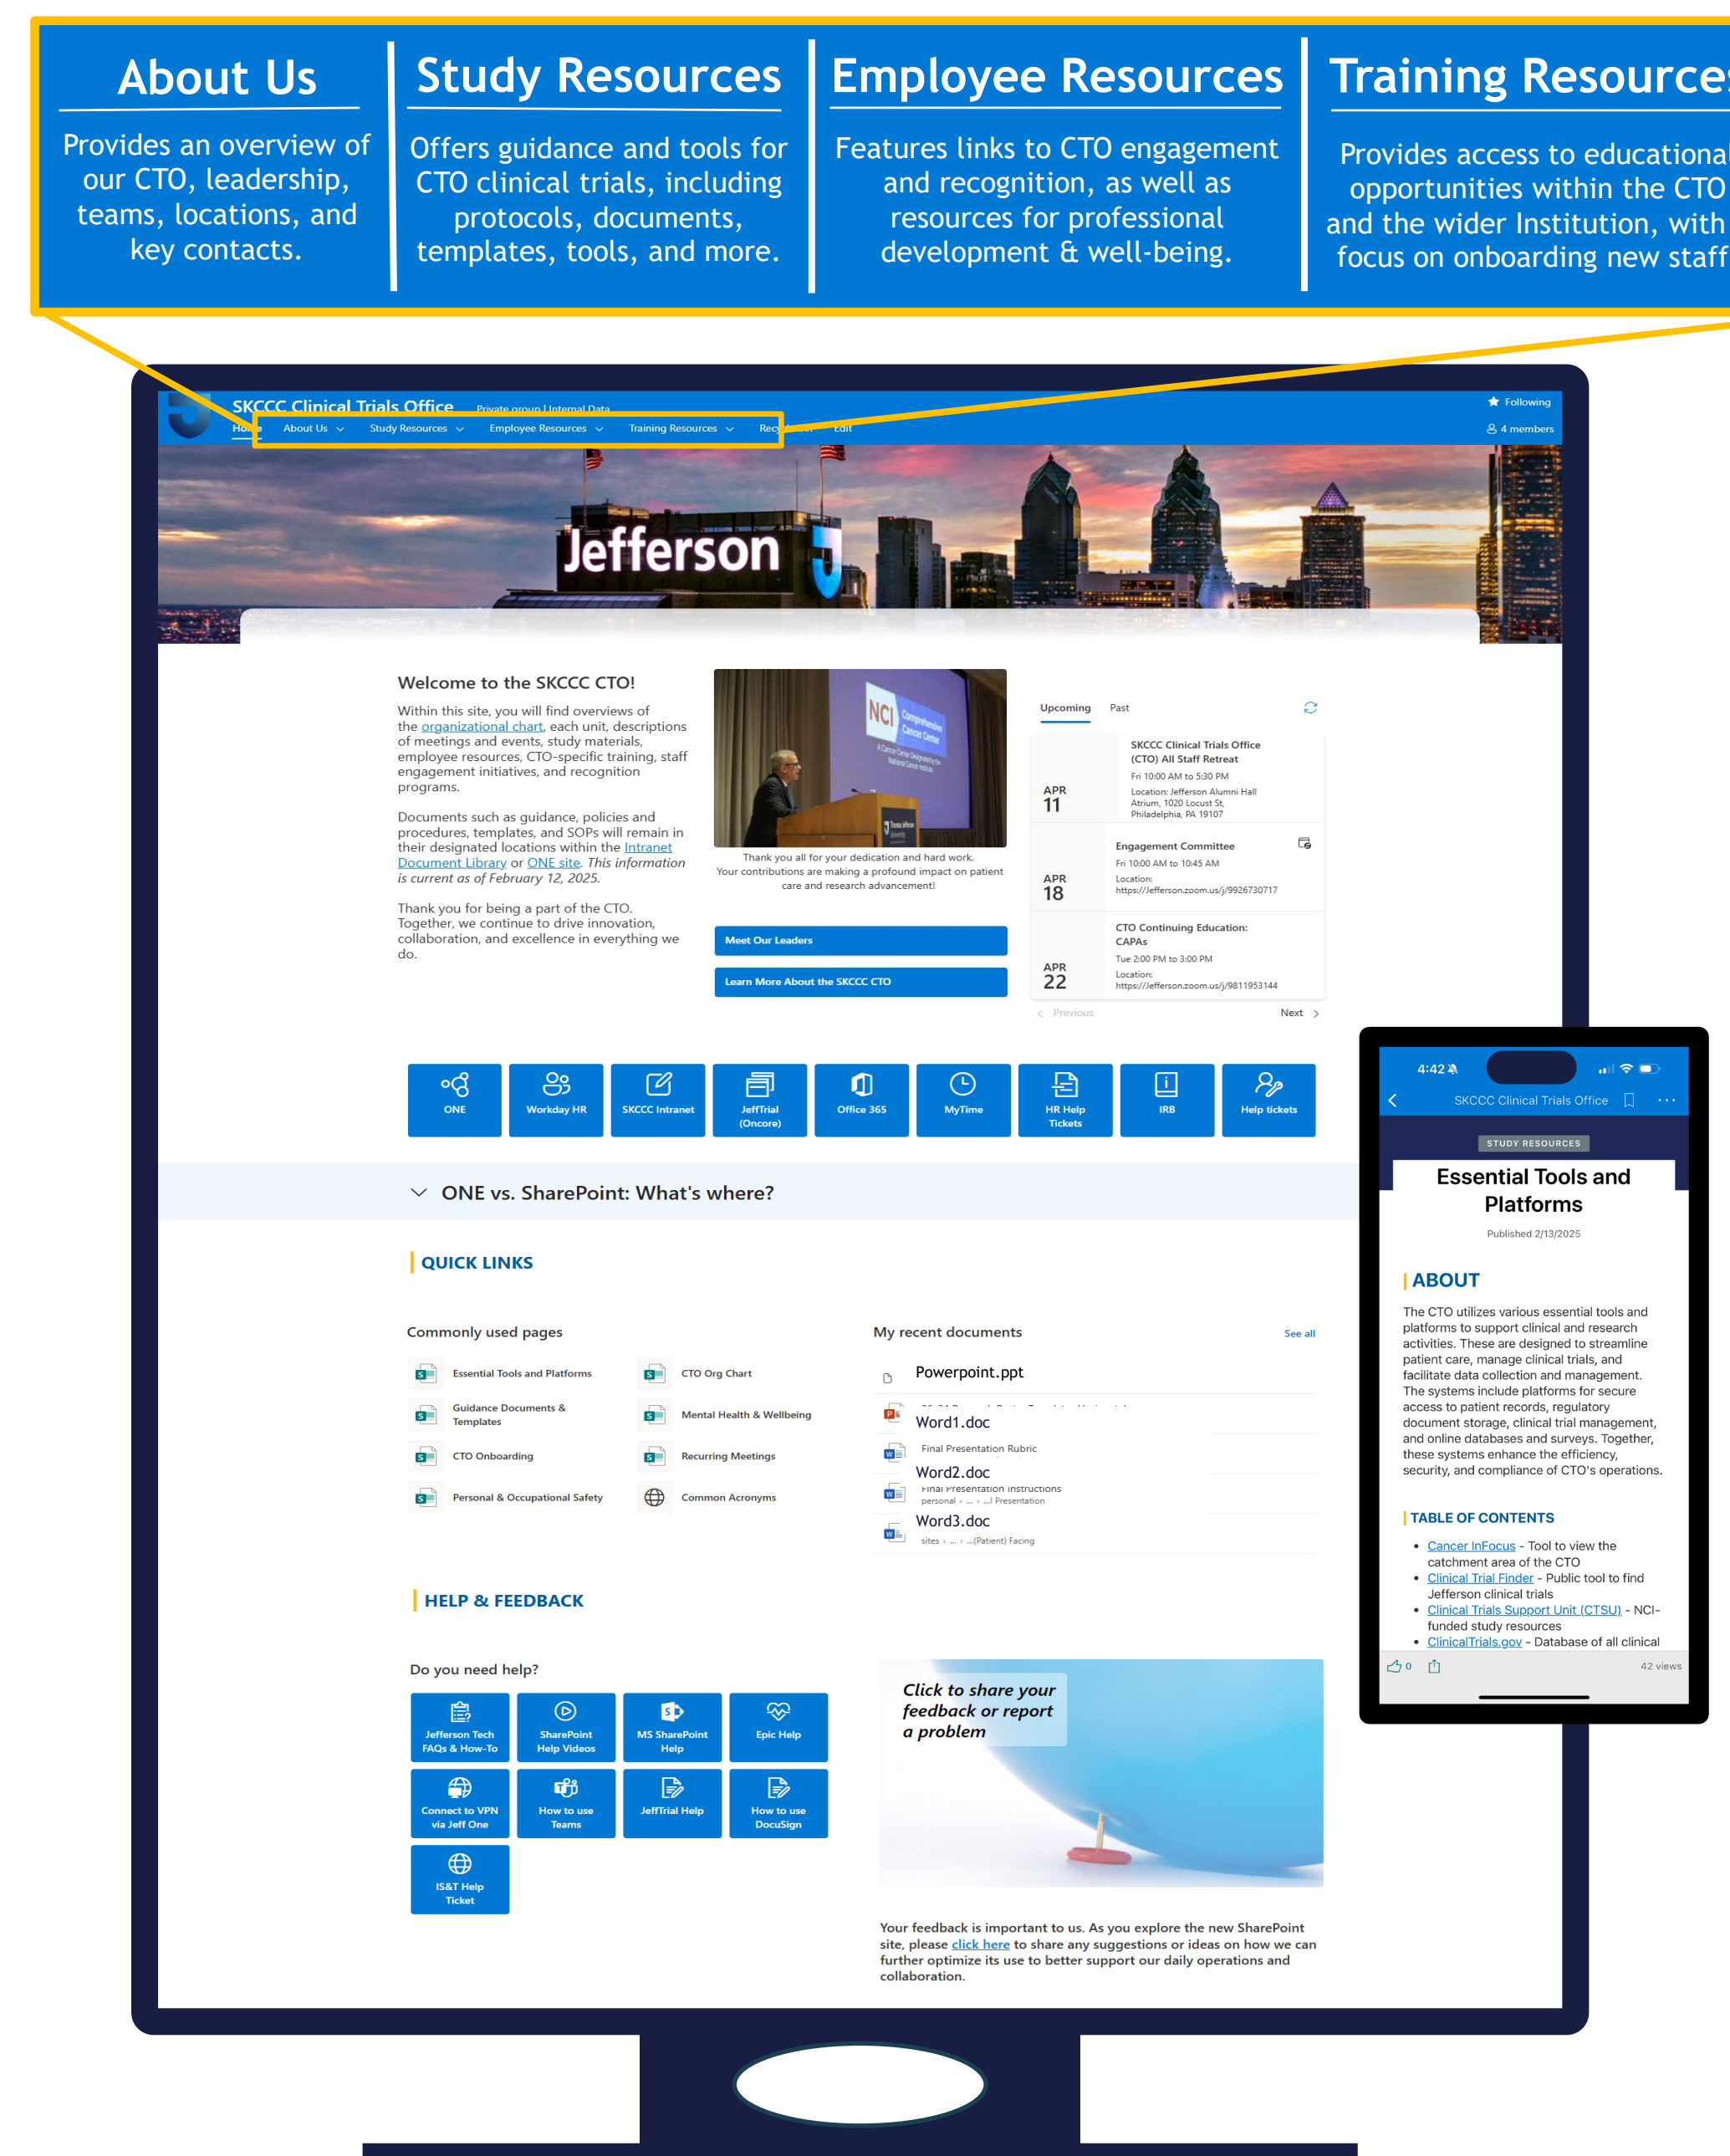 About Us
Provides an overview of
our CTO, leadership,
teams, locations, and
key contacts.
Study Resources
Offers guidance and tools for
CTO clinical trials, including
protocols, documents,
templates, tools, and more.
Employee Resources
Features links to CTO engagement
and recognition, as well as
resources for professional
development & well-being.
Training Resources
Provides access to educational
opportunities within the CTO
and the wider Institution, with
focus on onboarding new staff
SKCCC Clinical Trials Office
Private group | Internal Data
Following
Home
About Us
Study Resources
Employee Resources
Training Resources
Edit
4 members
Jefferson
Welcome to the SKCCC CTO!
Within this site, you will find overviews of
the organizational chart, each unit, descriptions
of meetings and events, study materials,
employee resources, CTO-specific training, staff
engagement initiatives, and recognition
programs.
Documents such as guidance, policies and
procedures, templates, and SOPs will remain in
their designated locations within the Intranet
Document Library or ONE site. This information
is current as of February 12, 2025.
Thank you for being a part of the CTO.
Together, we continue to drive innovation,
collaboration, and excellence in everything we
do.
NCI
Comprehensive
Cancer Center
A Cancer Center Designated by the
National Cancer Institute
Thomas Jefferson
University
Thank you all for your dedication and hard work.
Your contributions are making a profound impact on patient
care and research advancement!
Meet Our Leaders
Learn More About the SKCCC CTO
Upcoming
Past
APR
11
SKCCC Clinical Trials Office
(CTO) All Staff Retreat
Fri 10:00 AM to 5:30 PM
Location: Jefferson Alumni Hall
Atrium, 1020 Locust St,
Philadelphia, PA 19107
APR
18
Engagement Committee
Fri 10:00 AM to 10:45 AM
Location:
https://Jefferson.zoom.us/j/9926730717
APR
22
CTO Continuing Education:
CAPAs
Tue 2:00 PM to 3:00 PM
Location:
https://Jefferson.zoom.us/j/9811953144
Previous
Next
ONE
Workday HR
SKCCC Intranet
JeffTrial
(Oncore)
Office 365
MyTime
HR Help
Tickets
IRB
Help tickets
ONE vs. SharePoint: What's where?
QUICK LINKS
Commonly used pages
Essential Tools and Platforms
CTO Org Chart
Guidance Documents &
Templates
Mental Health & Wellbeing
CTO Onboarding
Recurring Meetings
Personal & Occupational Safety
Common Acronyms
My recent documents
See all
Powerpoint.ppt
Word1.doc
Final Presentation Rubric
Word2.doc
Final Presentation Instructions
personal › ... › ...l Presentation
Word3.doc
sites › ... › ...(Patient) Facing
HELP & FEEDBACK
Do you need help?
Jefferson Tech
FAQs & How-To
SharePoint
Help Videos
MS SharePoint
Help
Epic Help
Connect to VPN
via Jeff One
How to use
Teams
JeffTrial Help
How to use
DocuSign
IS&T Help
Ticket
Click to share your
feedback or report
a problem
Your feedback is important to us. As you explore the new SharePoint
site, please click here to share any suggestions or ideas on how we can
further optimize its use to better support our daily operations and
collaboration.
4:42
SKCCC Clinical Trials Office
STUDY RESOURCES
Essential Tools and
Platforms
Published 2/13/2025
ABOUT
The CTO utilizes various essential tools and
platforms to support clinical and research
activities. These are designed to streamline
patient care, manage clinical trials, and
facilitate data collection and management.
The systems include platforms for secure
access to patient records, regulatory
document storage, clinical trial management,
and online databases and surveys. Together,
these systems enhance the efficiency,
security, and compliance of CTO's operations.
TABLE OF CONTENTS
• Cancer InFocus - Tool to view the
catchment area of the CTO
• Clinical Trial Finder - Public tool to find
Jefferson clinical trials
• Clinical Trials Support Unit (CTSU) - NCI-
funded study resources
• ClinicalTrials.gov - Database of all clinical
0
42 views